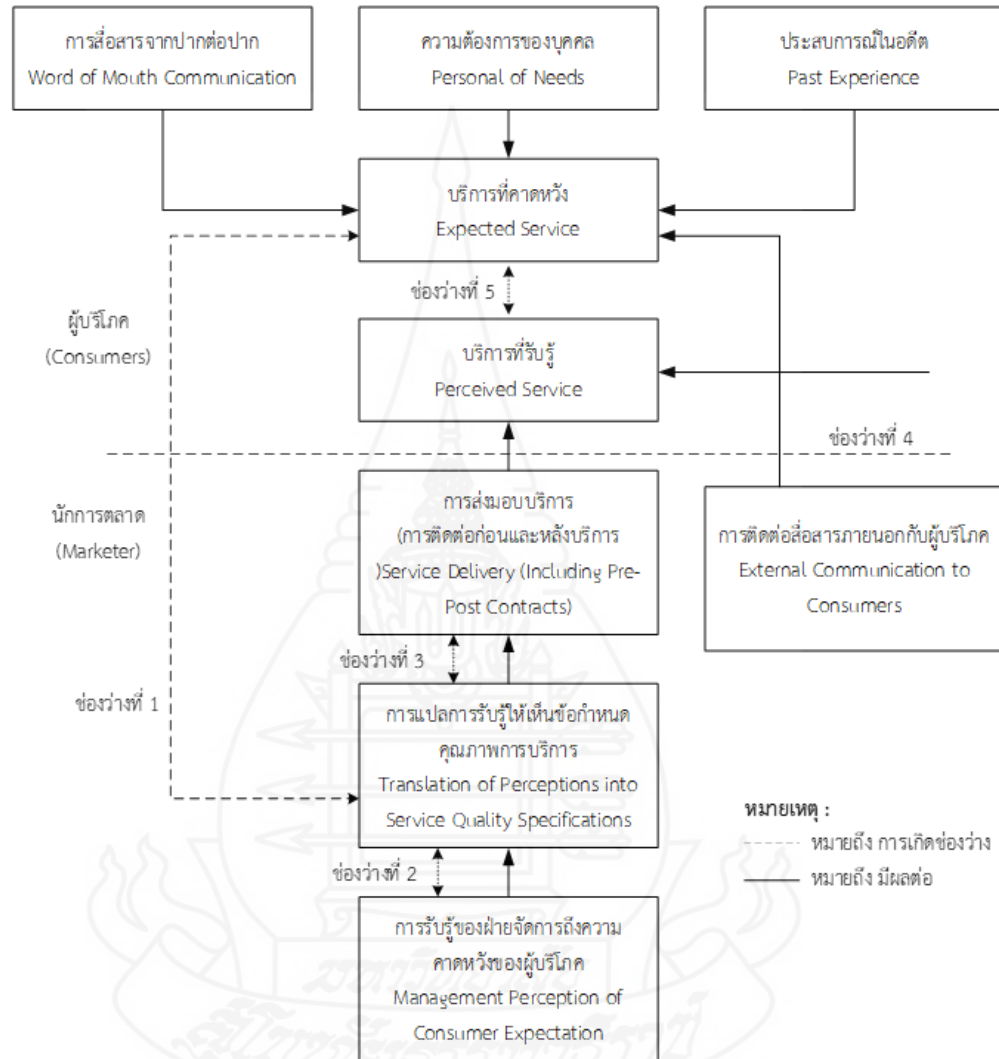 การสื่อสารจากปากต่อปาก
Word of Mouth Communication
ความต้องการของบุคคล
Personal of Needs
ประสบการณ์ในอดีต
Past Experience
บริการที่คาดหวัง
Expected Service
ช่องว่างที่ 5
ผู้บริโภค
(Consumers)
บริการที่รับรู้
Perceived Service
ช่องว่างที่ 4
นักการตลาด
(Marketer)
การส่งมอบบริการ
(การติดต่อก่อนและหลังบริการ
)Service Delivery (Including Pre-
Post Contracts)
การติดต่อสื่อสารภายนอกกับผู้บริโภค
External Communication to
Consumers
ช่องว่างที่ 3
ช่องว่างที่ 1
การแปลการรับรู้ให้เห็นข้อกำหนด
คุณภาพการบริการ
Translation of Perceptions into
Service Quality Specifications
หมายเหตุ :
หมายถึง การเกิดช่องว่าง
หมายถึง มีผลต่อ
ช่องว่างที่ 2
การรับรู้ของฝ่ายจัดการถึงความ
คาดหวังของผู้บริโภค
Management Perception of
Consumer Expectation